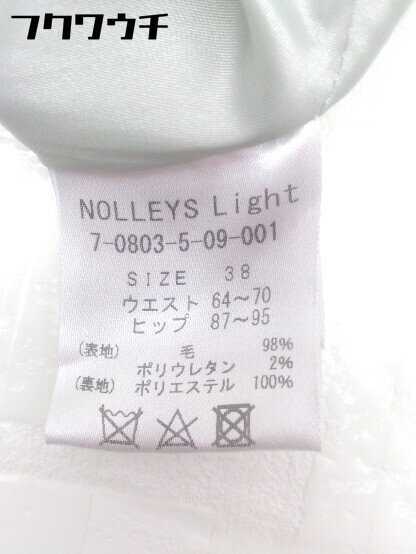 フクワウチ
NOLLEYS Light
7-0803-5-09-001
SIZE 38
ウエスト 64～70
ヒップ 87～95
(表地) 毛 98%
ポリウレタン 2%
(裏地) ポリエステル 100%